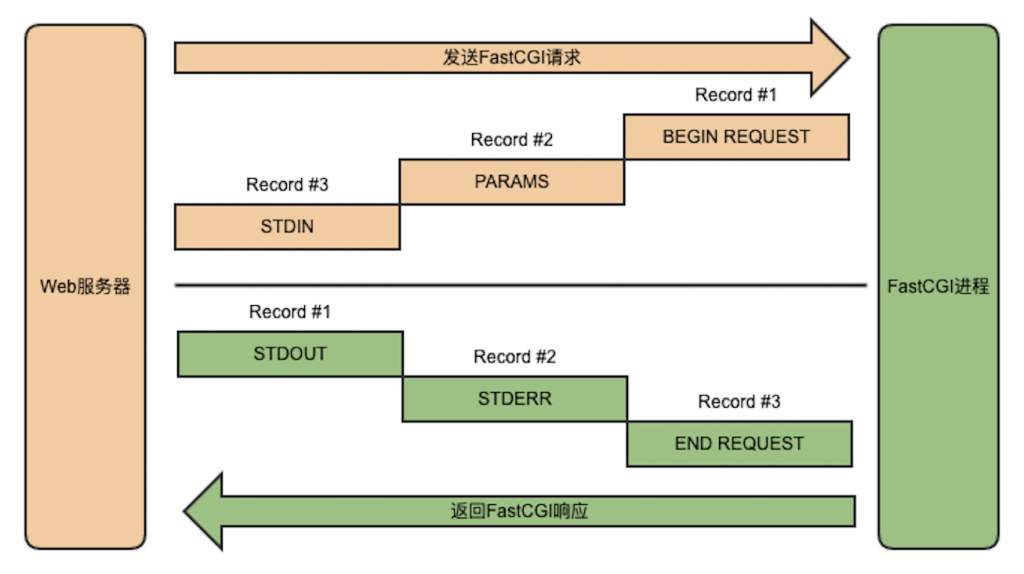 发送FastCGI请求
Record #1
BEGIN REQUEST
Record #2
PARAMS
Record #3
STDIN
Web服务器
FastCGI进程
Record #1
STDOUT
Record #2
STDERR
Record #3
END REQUEST
返回FastCGI响应